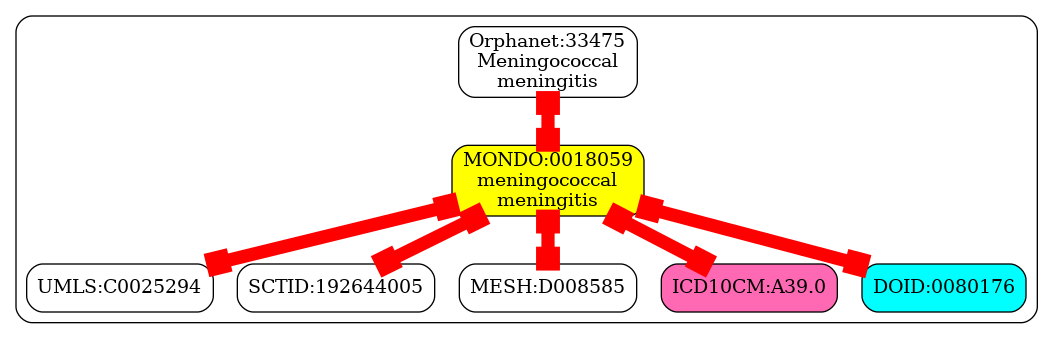 Orphanet:33475
Meningococcal
meningitis
MONDO:0018059
meningococcal
meningitis
UMLS:C0025294
SCTID:192644005
MESH:D008585
ICD10CM:A39.0
DOID:0080176